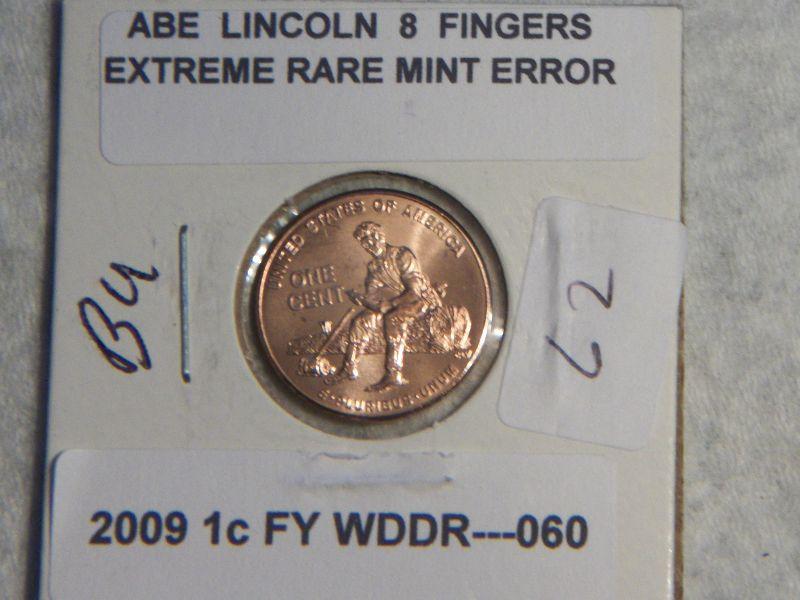 ABE LINCOLN 8 FINGERS
EXTREME RARE MINT ERROR
UNITED STATES OF AMERICA
ONE
CENT
E·PLURIBUS·UNUM
BU
62
2009 1c FY WDDR---060